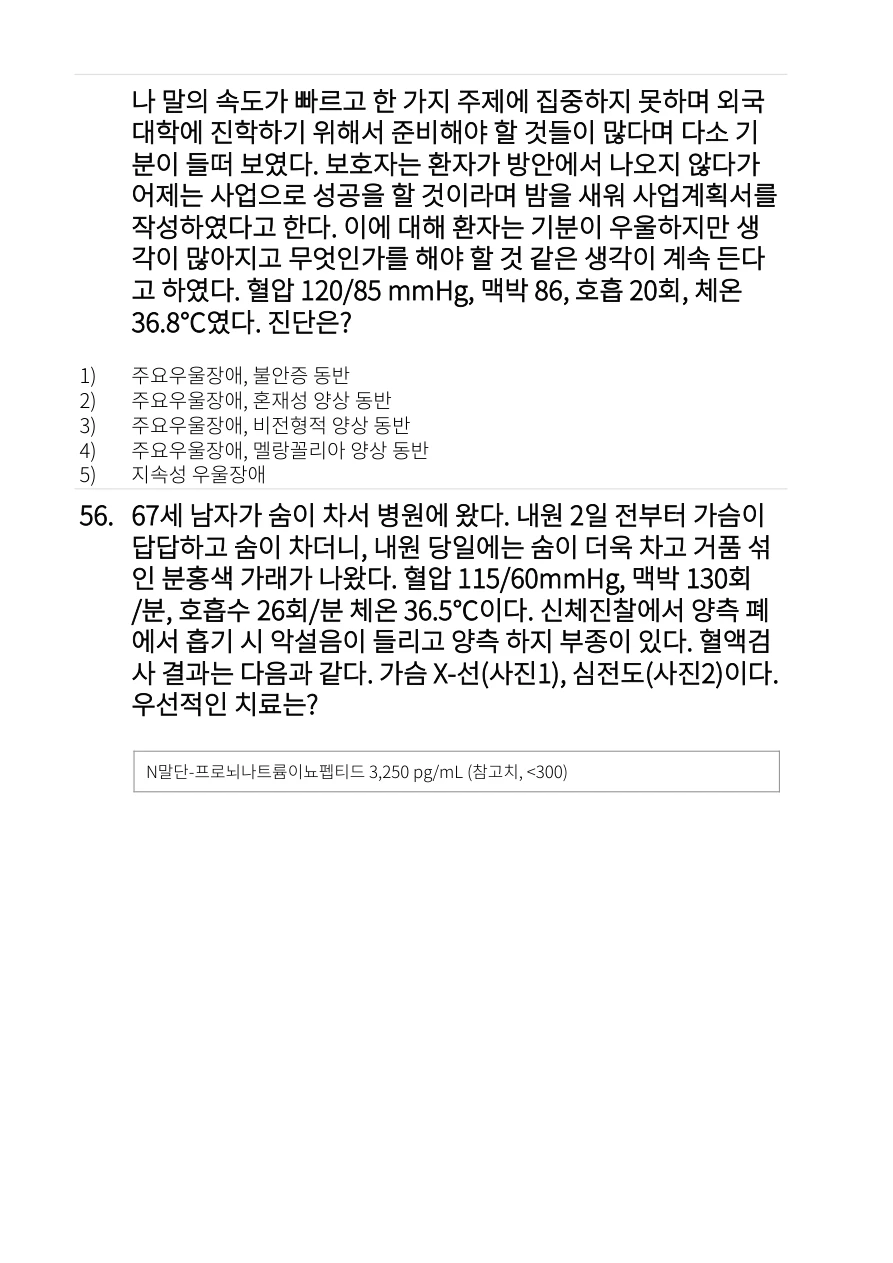 나 말의 속도가 빠르고 한 가지 주제에 집중하지 못하며 외국
대학에 진학하기 위해서 준비해야 할 것들이 많다며 다소 기
분이 들떠 보였다. 보호자는 환자가 방안에서 나오지 않다가
어제는 사업으로 성공을 할 것이라며 밤을 새워 사업계획서를
작성하였다고 한다. 이에 대해 환자는 기분이 우울하지만 생
각이 많아지고 무엇인가를 해야 할 것 같은 생각이 계속 든다
고 하였다. 혈압 120/85 mmHg, 맥박 86, 호흡 20회, 체온
36.8℃였다. 진단은?
1) 주요우울장애, 불안증 동반
2) 주요우울장애, 혼재성 양상 동반
3) 주요우울장애, 비전형적 양상 동반
4) 주요우울장애, 멜랑꼴리아 양상 동반
5) 지속성 우울장애
56. 67세 남자가 숨이 차서 병원에 왔다. 내원 2일 전부터 가슴이
답답하고 숨이 차더니, 내원 당일에는 숨이 더욱 차고 거품 섞
인 분홍색 가래가 나왔다. 혈압 115/60mmHg, 맥박 130회
/분, 호흡수 26회/분 체온 36.5℃이다. 신체진찰에서 양측 폐
에서 흡기 시 악설음이 들리고 양측 하지 부종이 있다. 혈액검
사 결과는 다음과 같다. 가슴 X-선(사진1), 심전도(사진2)이다.
우선적인 치료는?
N말단-프로뇌나트륨이뇨펩티드 3,250 pg/mL (참고치, <300)